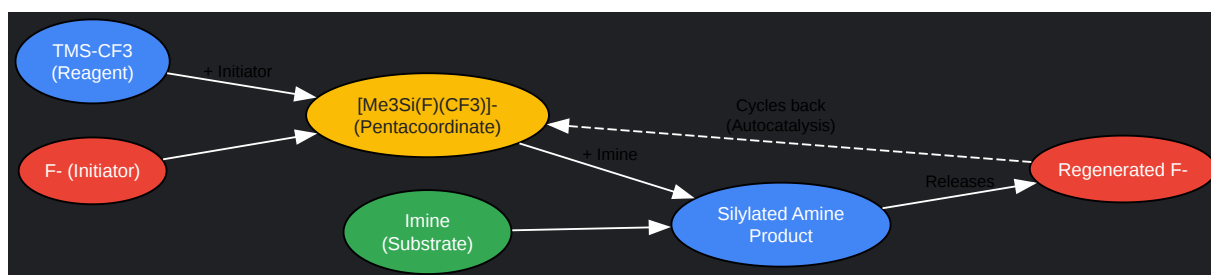 TMS-CF3
(Reagent)
+ Initiator
F- (Initiator)
[Me3Si(F)(CF3)]-
(Pentacoordinate)
Cycles back
(Autocatalysis)
+ Imine
Imine
(Substrate)
Silylated Amine
Product
Releases
Regenerated F-